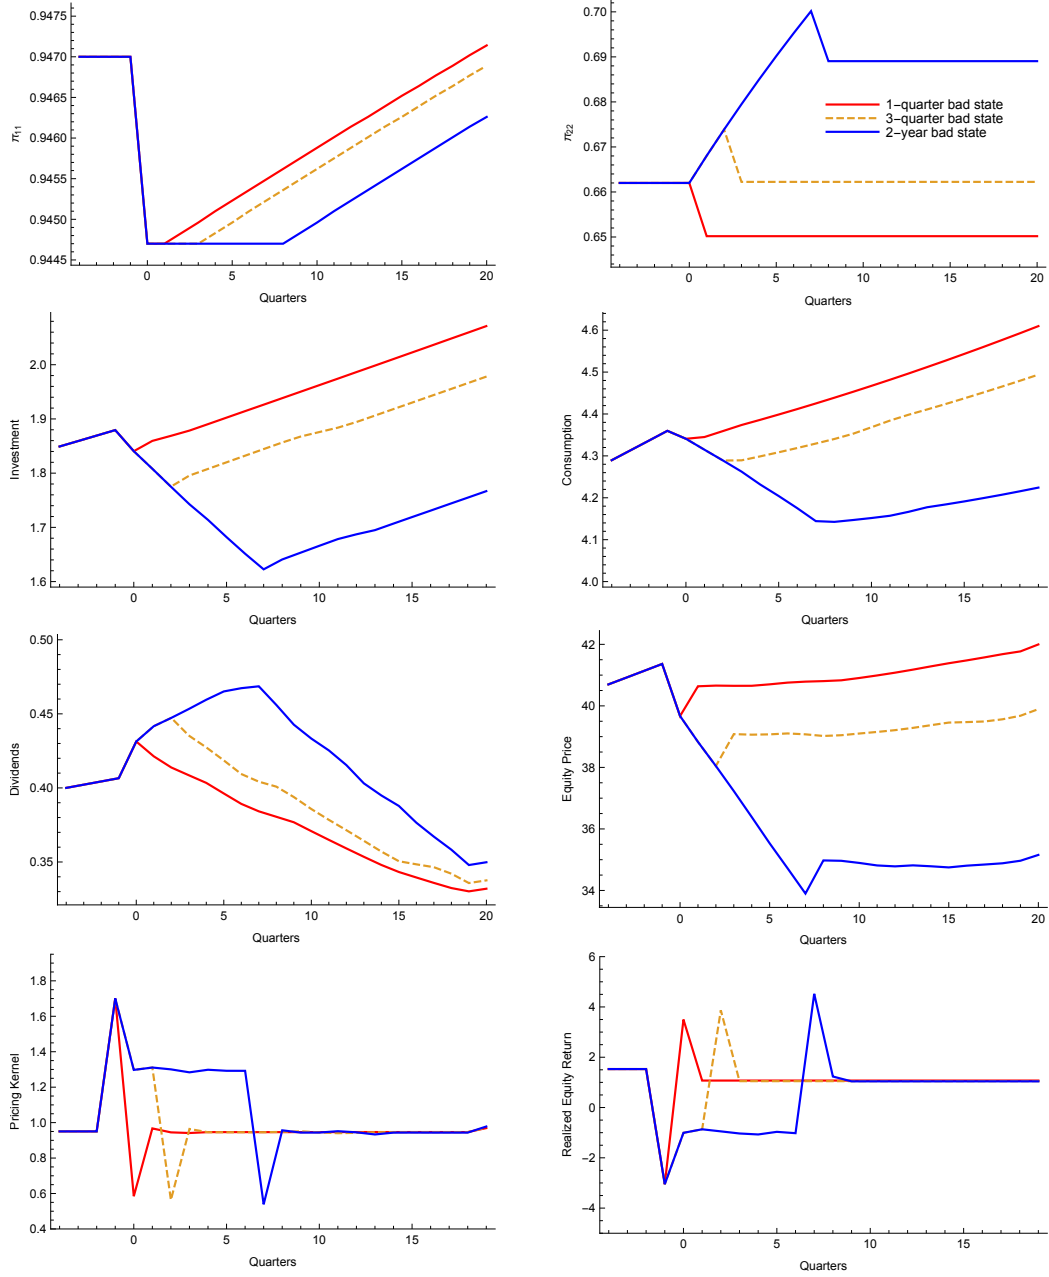 0.9475
0.9470
0.9465
0.9460
0.9455
0.9450
0.9445
π11
0 5 10 15 20
Quarters
0.70
0.69
0.68
0.67
0.66
0.65
π22
1−quarter bad state
3−quarter bad state
2−year bad state
0 5 10 15 20
Quarters
2.0
1.9
1.8
1.7
1.6
Investment
0 5 10 15
Quarters
4.6
4.5
4.4
4.3
4.2
4.1
4.0
Consumption
0 5 10 15
Quarters
0.50
0.45
0.40
0.35
Dividends
0 5 10 15 20
Quarters
42
40
38
36
34
Equity Price
0 5 10 15 20
Quarters
1.8
1.6
1.4
1.2
1.0
0.8
0.6
0.4
Pricing Kernel
0 5 10 15
Quarters
6
4
2
0
−2
−4
Realized Equity Return
0 5 10 15
Quarters